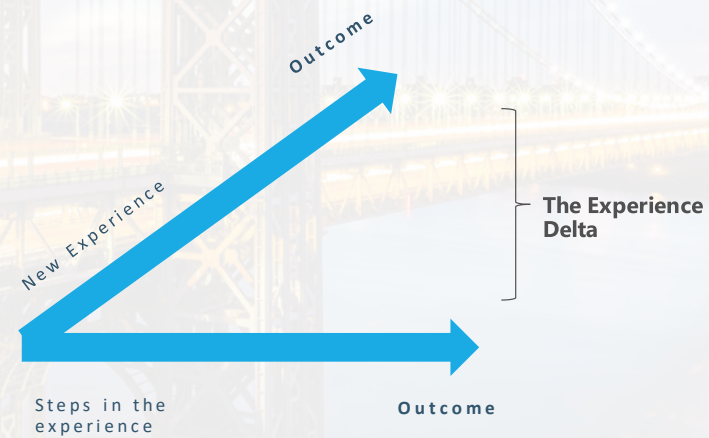 Outcome
New Experience
The Experience
Delta
Steps in the
experience
Outcome